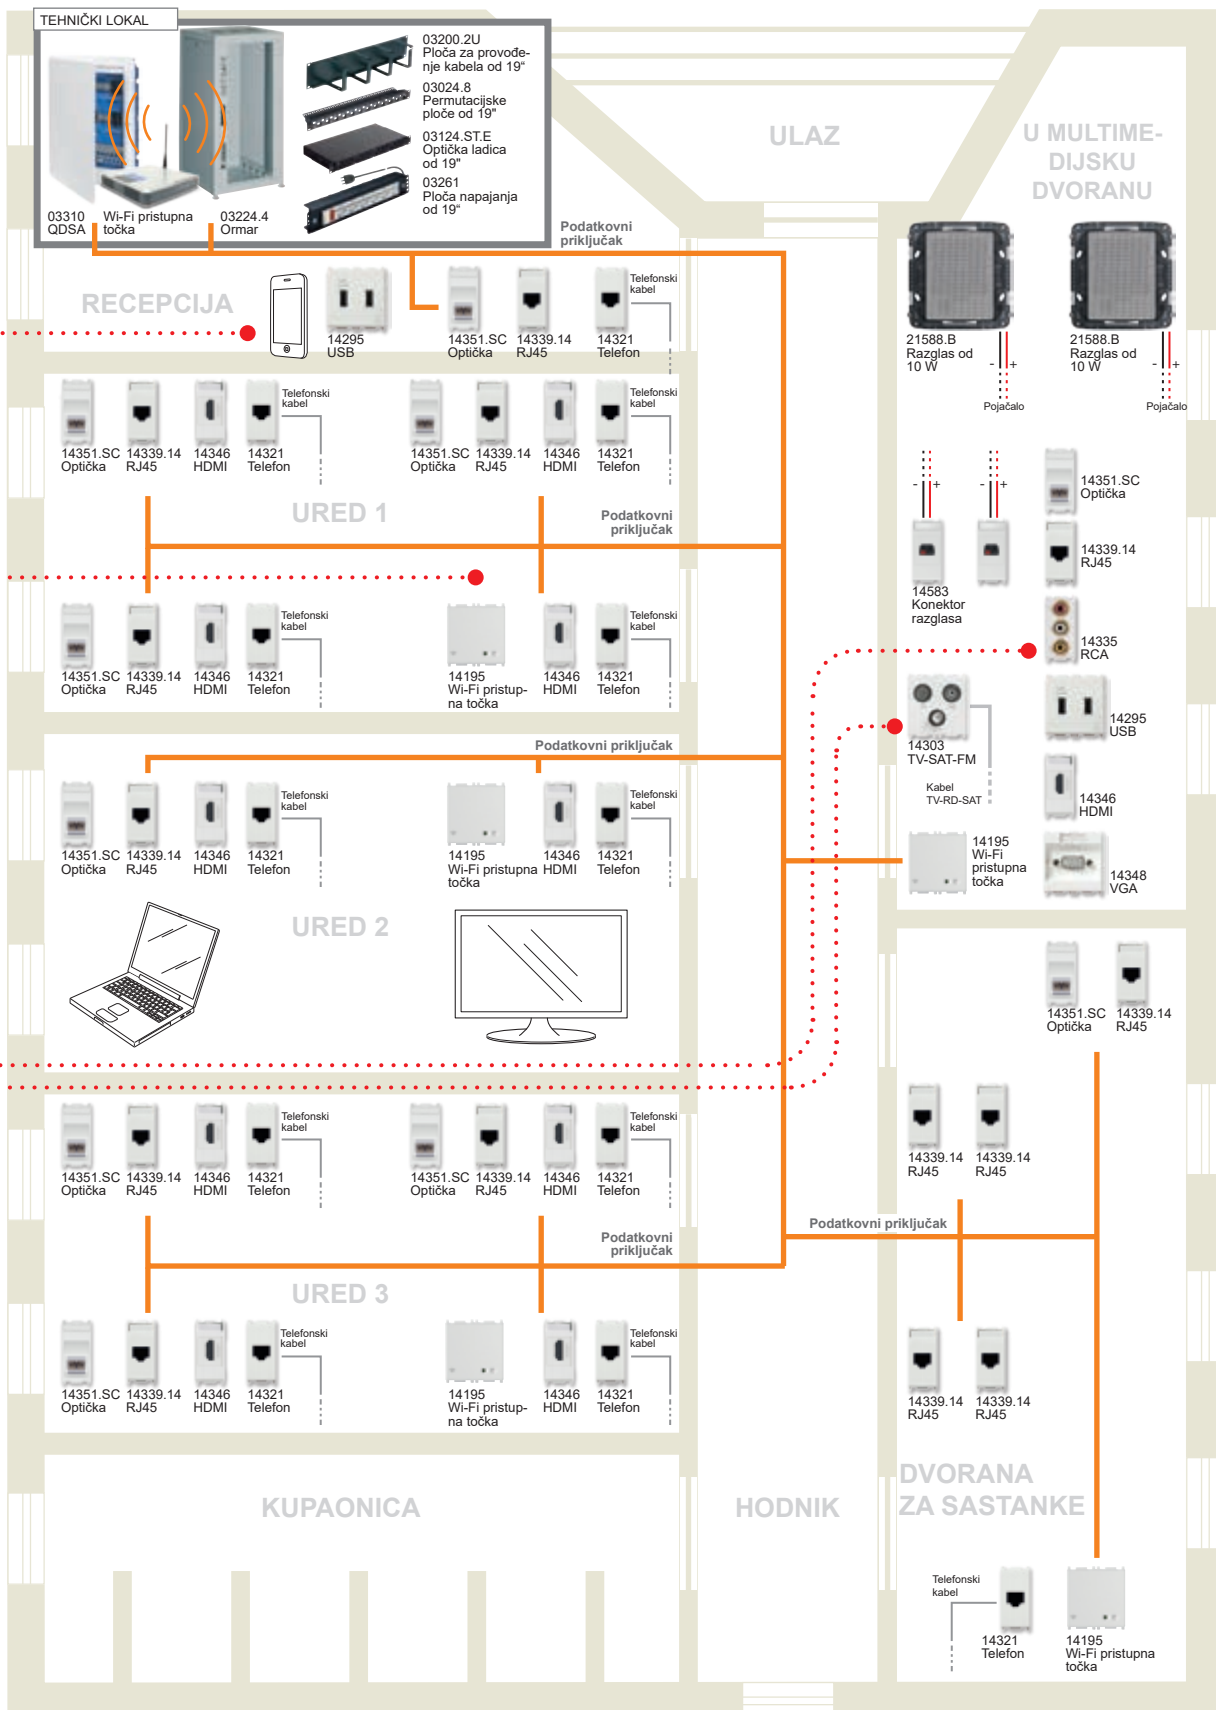 TEHNIČKI LOKAL
03200.2U
Ploča za provođe-
nje kabela od 19“
03024.8
Permutacijske
ploče od 19"
03124.ST.E
Optička ladica
od 19"
03261
Ploča napajanja
od 19“
03310
QDSA
Wi-Fi pristupna
točka
03224.4
Ormar
ULAZ
U MULTIME-
DIJSKU
DVORANU
Podatkovni
priključak
RECEPCIJA
14295
USB
14351.SC
Optička
14339.14
RJ45
14321
Telefon
Telefonski
kabel
21588.B
Razglas od
10 W
- +
Pojačalo
21588.B
Razglas od
10 W
- +
Pojačalo
14351.SC
Optička
14339.14
RJ45
14346
HDMI
14321
Telefon
Telefonski
kabel
14351.SC
Optička
14339.14
RJ45
14346
HDMI
14321
Telefon
Telefonski
kabel
URED 1
Podatkovni
priključak
14351.SC
Optička
14339.14
RJ45
14346
HDMI
14321
Telefon
Telefonski
kabel
14195
Wi-Fi pristup-
na točka
14346
HDMI
14321
Telefon
Telefonski
kabel
- +
- +
14583
Konektor
razglasa
14351.SC
Optička
14339.14
RJ45
14335
RCA
14303
TV-SAT-FM
Kabel
TV-RD-SAT
14295
USB
14346
HDMI
14195
Wi-Fi
pristupna
točka
14348
VGA
Podatkovni priključak
14351.SC
Optička
14339.14
RJ45
14346
HDMI
14321
Telefon
Telefonski
kabel
14195
Wi-Fi pristupna
točka
14346
HDMI
14321
Telefon
Telefonski
kabel
URED 2
14351.SC
Optička
14339.14
RJ45
14351.SC
Optička
14339.14
RJ45
14346
HDMI
14321
Telefon
Telefonski
kabel
14351.SC
Optička
14339.14
RJ45
14346
HDMI
14321
Telefon
Telefonski
kabel
14339.14
RJ45
14339.14
RJ45
Podatkovni priključak
Podatkovni
priključak
URED 3
14351.SC
Optička
14339.14
RJ45
14346
HDMI
14321
Telefon
Telefonski
kabel
14195
Wi-Fi pristup-
na točka
14346
HDMI
14321
Telefon
Telefonski
kabel
14339.14
RJ45
14339.14
RJ45
KUPAONICA
HODNIK
DVORANA
ZA SASTANKE
Telefonski
kabel
14321
Telefon
14195
Wi-Fi pristupna
točka